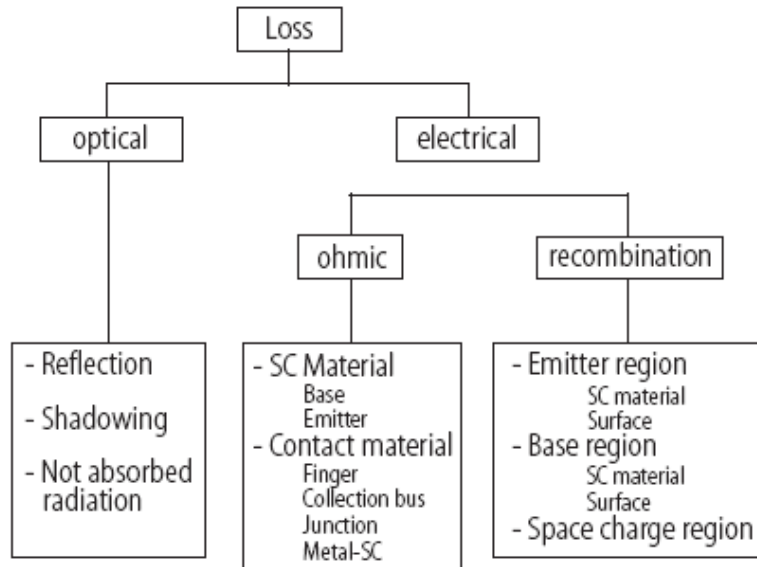 Loss
optical
electrical
ohmic
recombination
- Reflection
- Shadowing
- Not absorbed
radiation
- SC Material
Base
Emitter
- Contact material
Finger
Collection bus
Junction
Metal-SC
- Emitter region
SC material
Surface
- Base region
SC material
Surface
- Space charge region